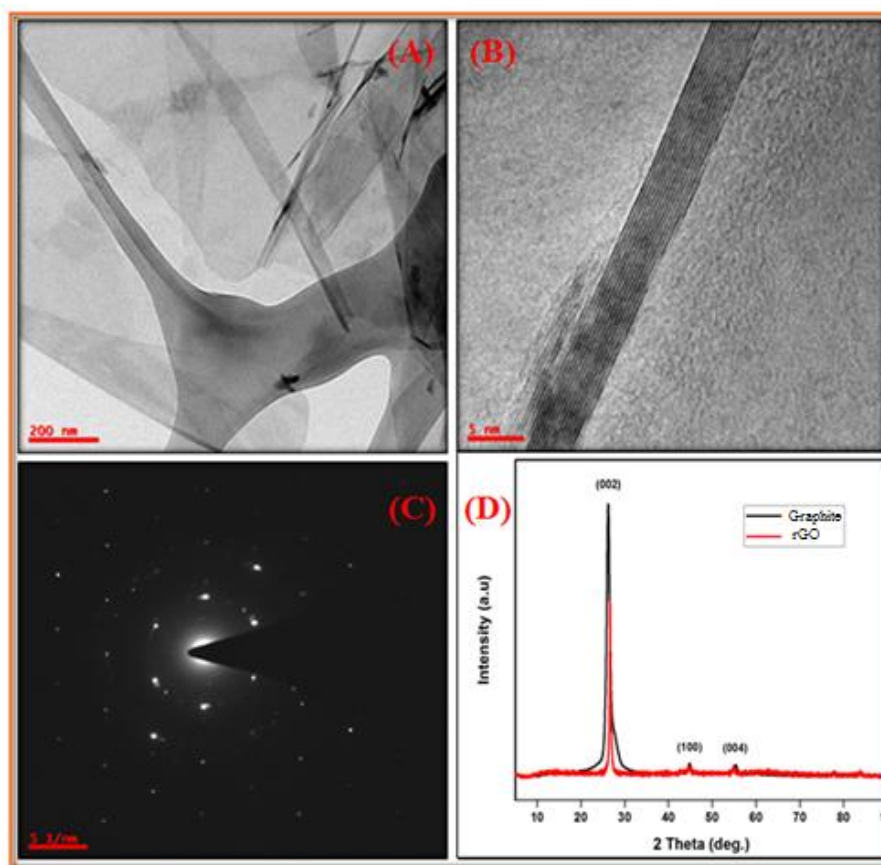 (A)
200 nm
(B)
5 nm
(C)
5 1/nm
(D)
(002)
Graphite
rGO
(100)
(004)
Intensity (a.u)
10 20 30 40 50 60 70 80
2 Theta (deg.)